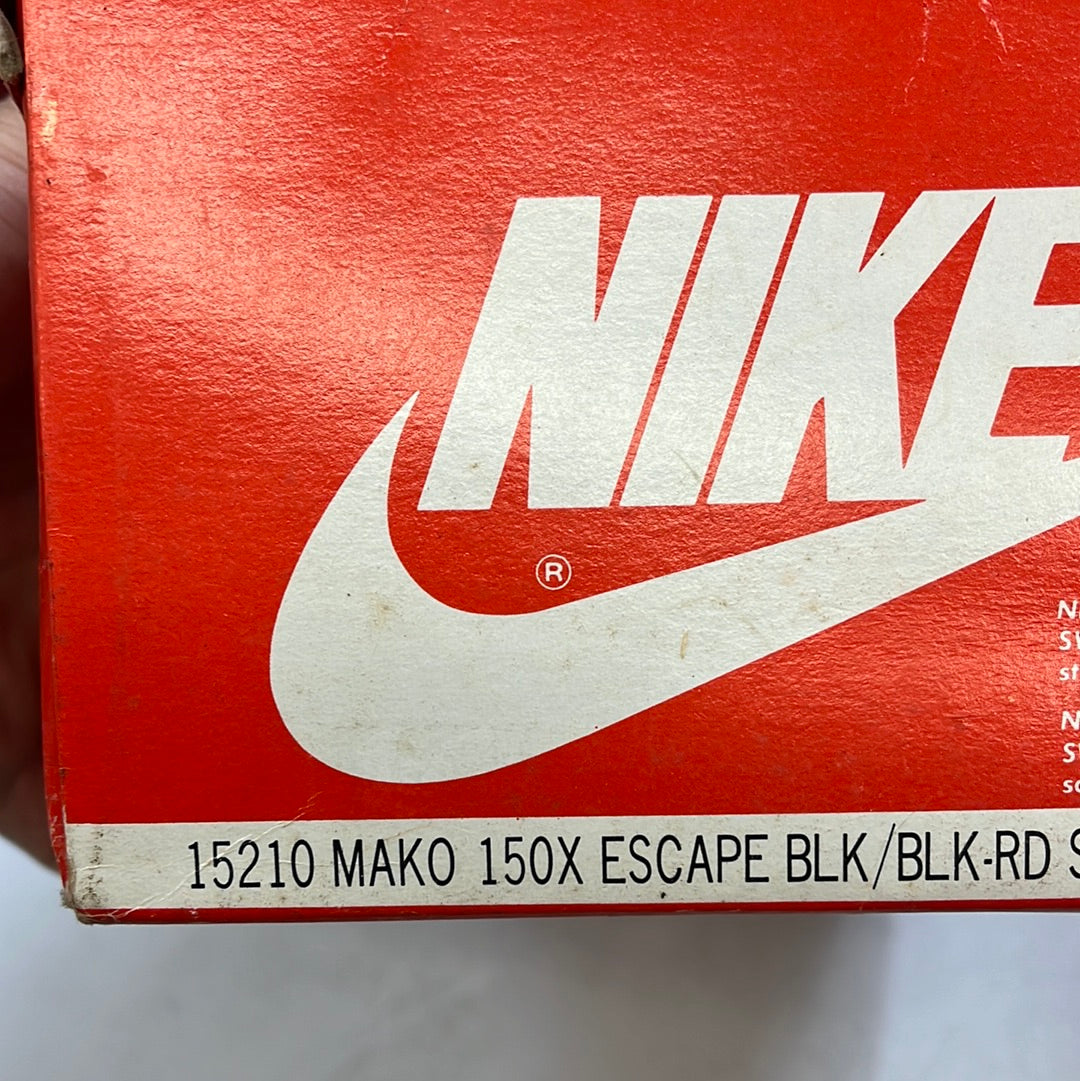 NIKE
®
15210 MAKO 150X ESCAPE BLK/BLK-RD